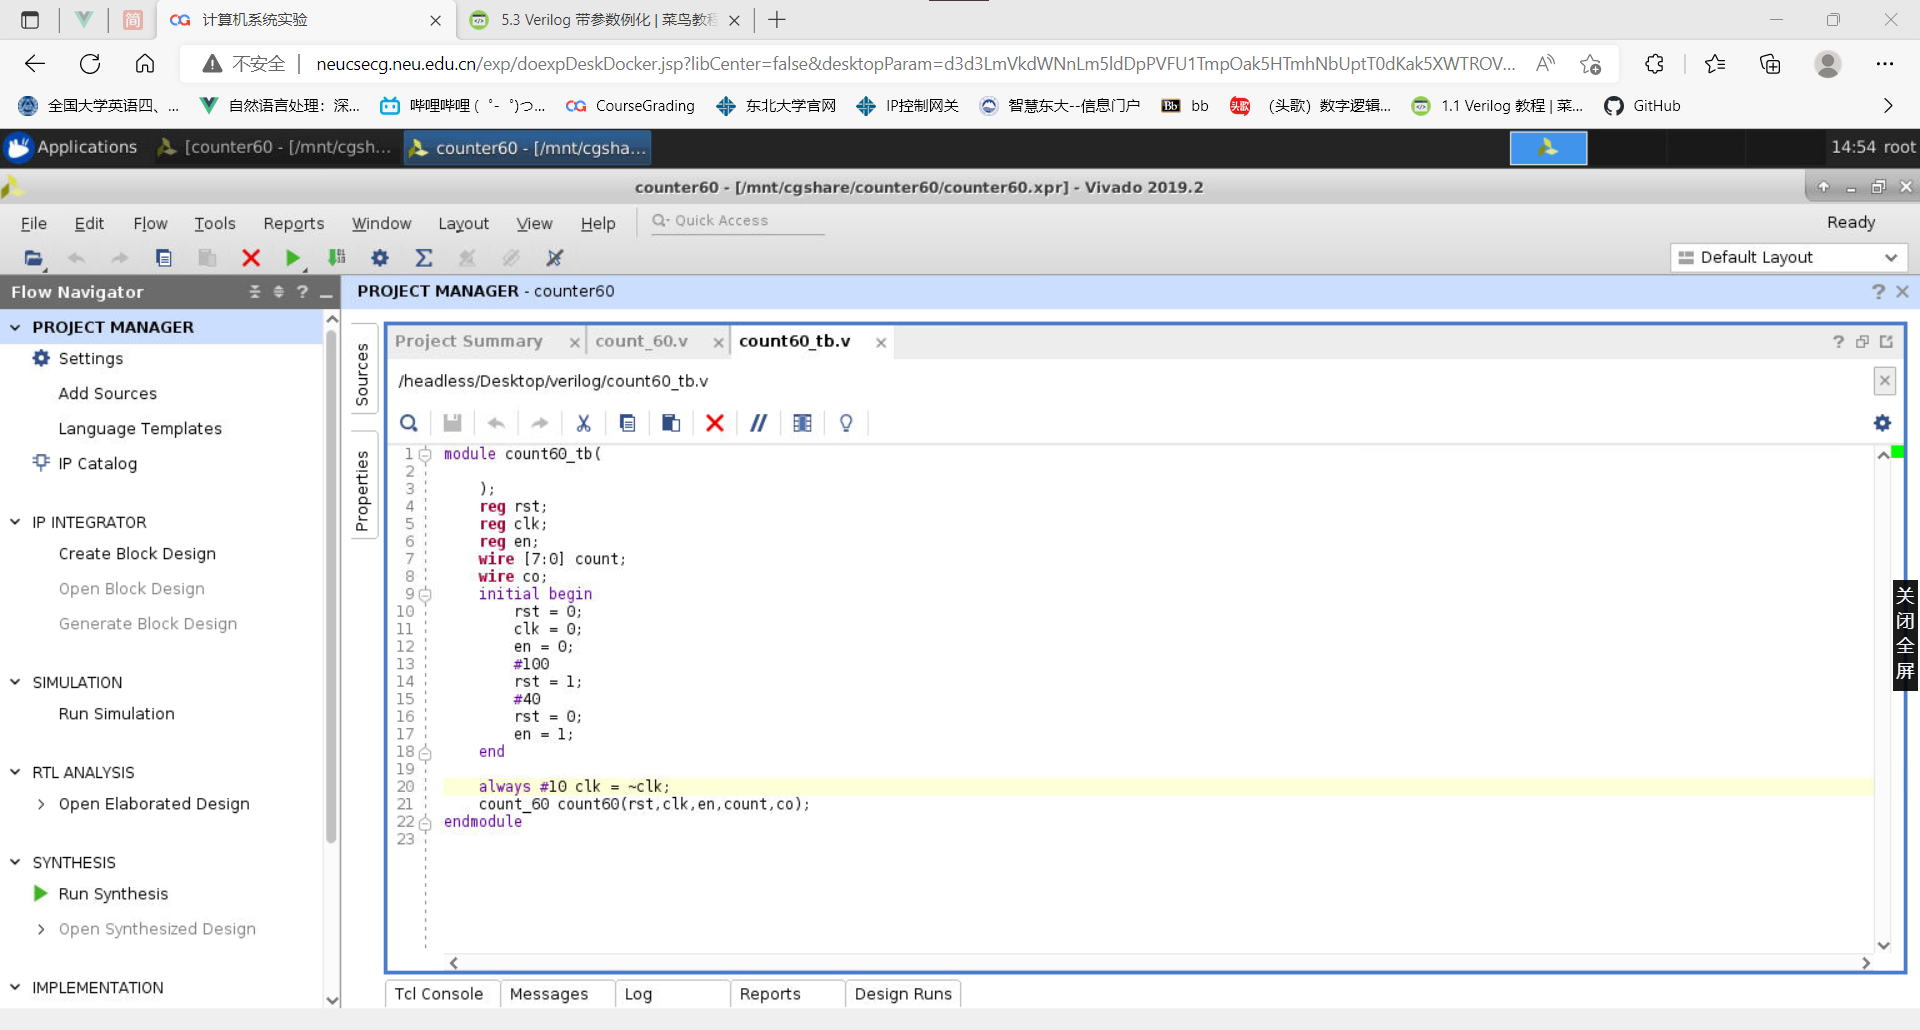 计算机系统实验
5.3 Verilog 带参数例化 | 菜鸟教程
不安全
neucsecg.neu.edu.cn/exp/doexpDeskDocker.jsp?libCenter=false&desktopParam=d3d3LmVkdWNnLm5ldDpPVFU1TmpOak5HTmhNbUptT0dKak5XWTROV...
全国大学英语四、...
自然语言处理：深...
哔哩哔哩 (゜-゜)つ...
CourseGrading
东北大学官网
IP控制网关
智慧东大--信息门户
Bb bb
头歌 （头歌）数字逻辑...
1.1 Verilog 教程 | 菜...
GitHub
Applications
[counter60 - [/mnt/cgsh...
counter60 - [/mnt/cgsha...
14:54 root
counter60 - [/mnt/cgshare/counter60/counter60.xpr] - Vivado 2019.2
File Edit Flow Tools Reports Window Layout View Help
Quick Access
Ready
Default Layout
Flow Navigator
PROJECT MANAGER - counter60
PROJECT MANAGER
Settings
Add Sources
Language Templates
IP Catalog
IP INTEGRATOR
Create Block Design
Open Block Design
Generate Block Design
SIMULATION
Run Simulation
RTL ANALYSIS
Open Elaborated Design
SYNTHESIS
Run Synthesis
Open Synthesized Design
IMPLEMENTATION
Sources
Properties
Project Summary
count_60.v
count60_tb.v
/headless/Desktop/verilog/count60_tb.v
1 module count60_tb(
2
3 );
4 reg rst;
5 reg clk;
6 reg en;
7 wire [7:0] count;
8 wire co;
9 initial begin
10 rst = 0;
11 clk = 0;
12 en = 0;
13 #100
14 rst = 1;
15 #40
16 rst = 0;
17 en = 1;
18 end
19
20 always #10 clk = ~clk;
21 count_60 count60(rst,clk,en,count,co);
22 endmodule
23
关闭全屏
Tcl Console
Messages
Log
Reports
Design Runs